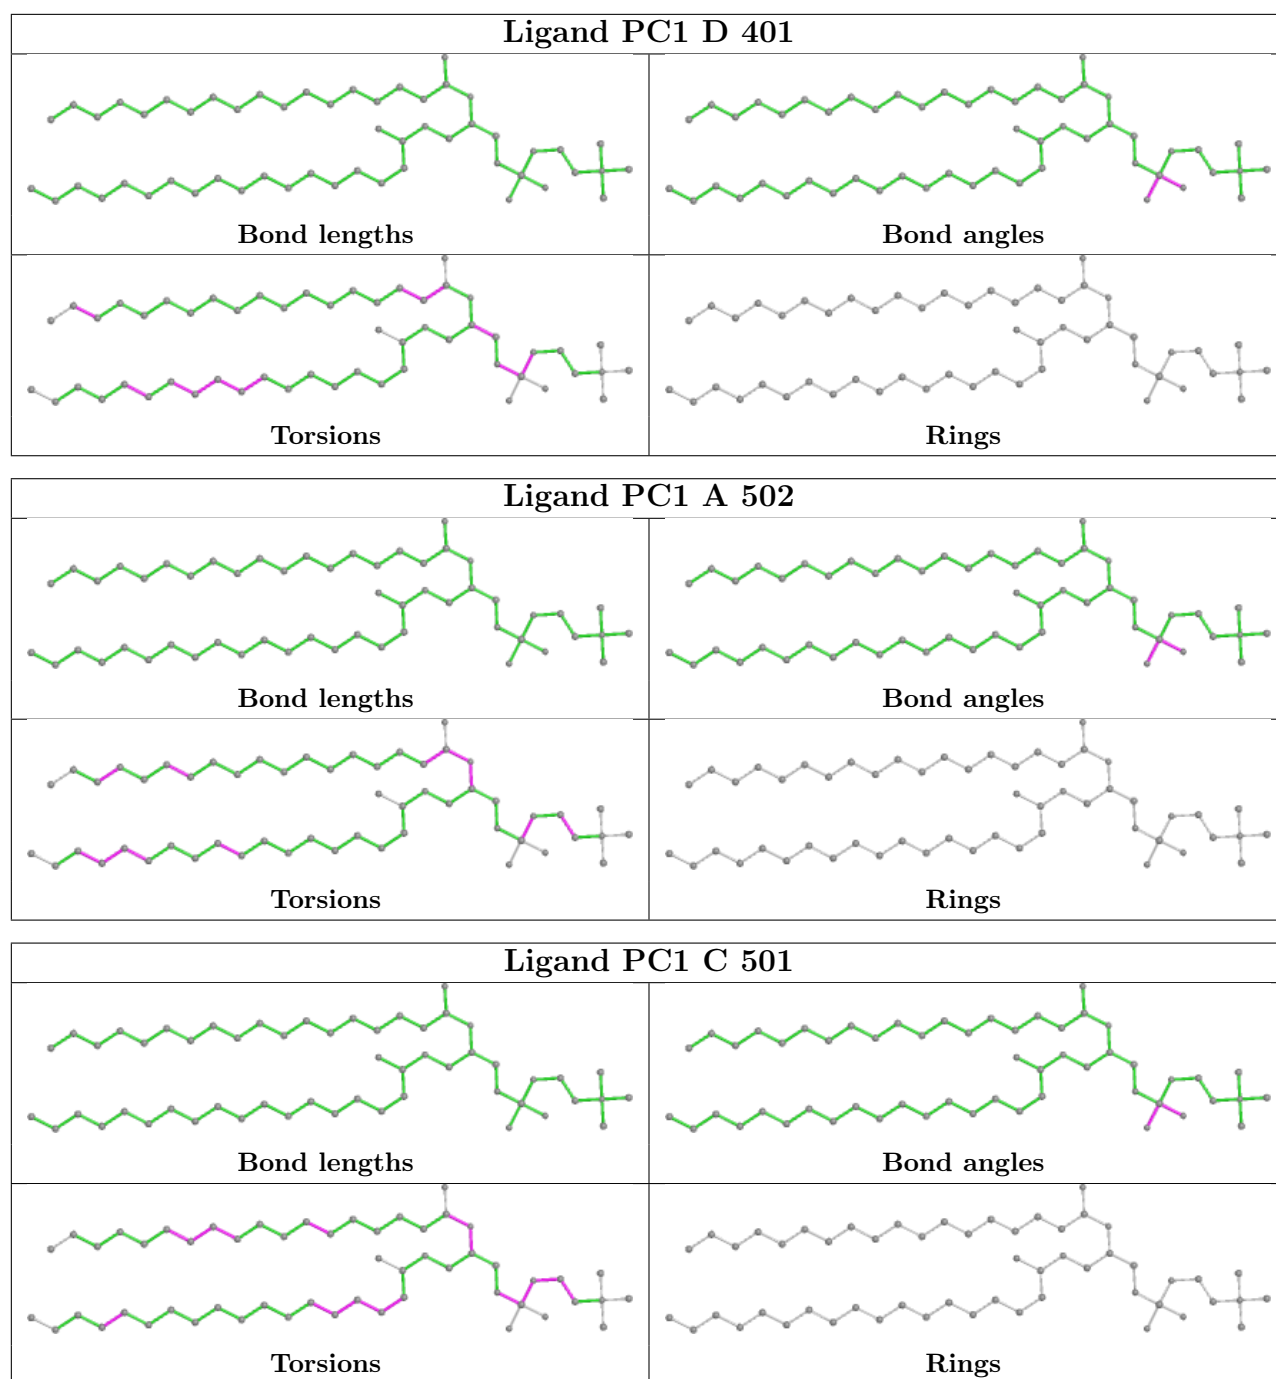 Ligand PC1 D 401
Bond lengths
Bond angles
Torsions
Rings
Ligand PC1 A 502
Bond lengths
Bond angles
Torsions
Rings
Ligand PC1 C 501
Bond lengths
Bond angles
Torsions
Rings